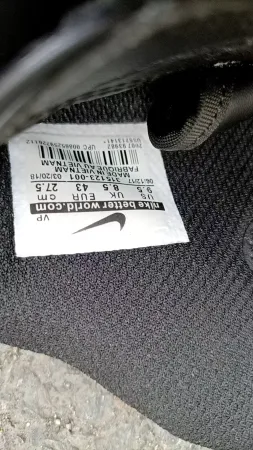 VP
nike better world.com
US UK EUR cm
9.5 8.5 43 27.5
06/12/17 315123-001 03/20/18
MADE IN VIETNAM
FABRIQUE AU VIETNAM
UPC